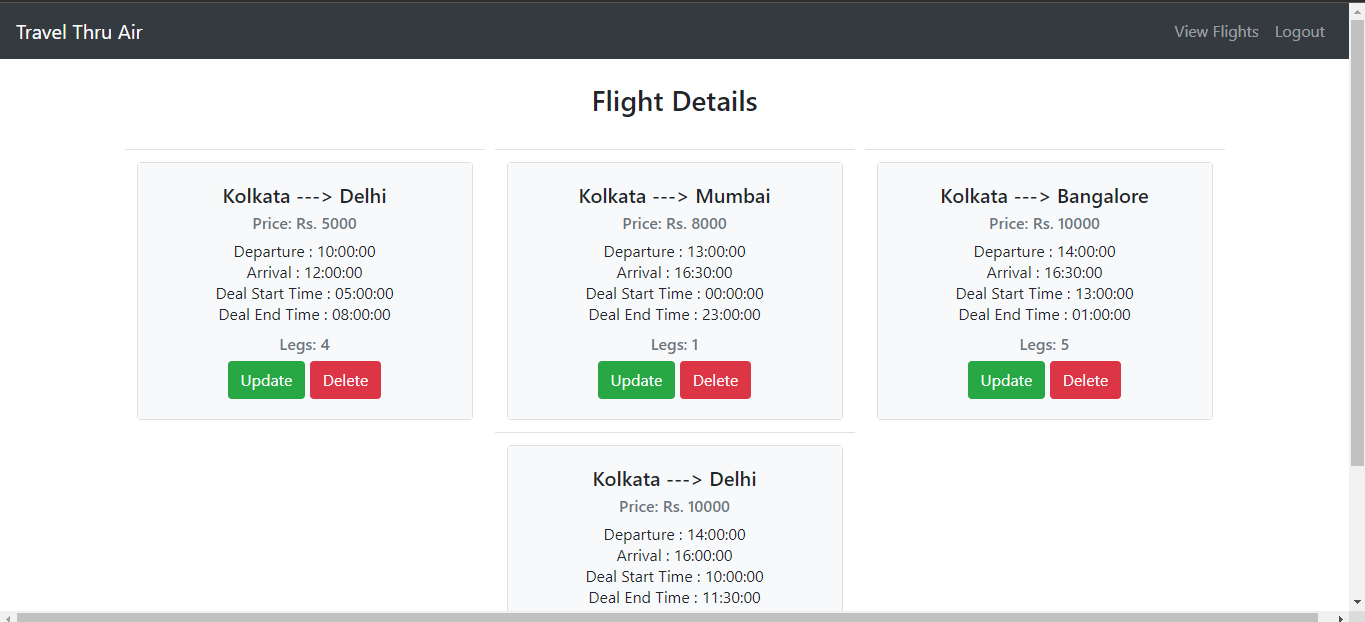 Travel Thru Air
View Flights Logout
Flight Details
Kolkata ---> Delhi
Price: Rs. 5000
Departure : 10:00:00
Arrival : 12:00:00
Deal Start Time : 05:00:00
Deal End Time : 08:00:00
Legs: 4
Update Delete
Kolkata ---> Mumbai
Price: Rs. 8000
Departure : 13:00:00
Arrival : 16:30:00
Deal Start Time : 00:00:00
Deal End Time : 23:00:00
Legs: 1
Update Delete
Kolkata ---> Bangalore
Price: Rs. 10000
Departure : 14:00:00
Arrival : 16:30:00
Deal Start Time : 13:00:00
Deal End Time : 01:00:00
Legs: 5
Update Delete
Kolkata ---> Delhi
Price: Rs. 10000
Departure : 14:00:00
Arrival : 16:00:00
Deal Start Time : 10:00:00
Deal End Time : 11:30:00